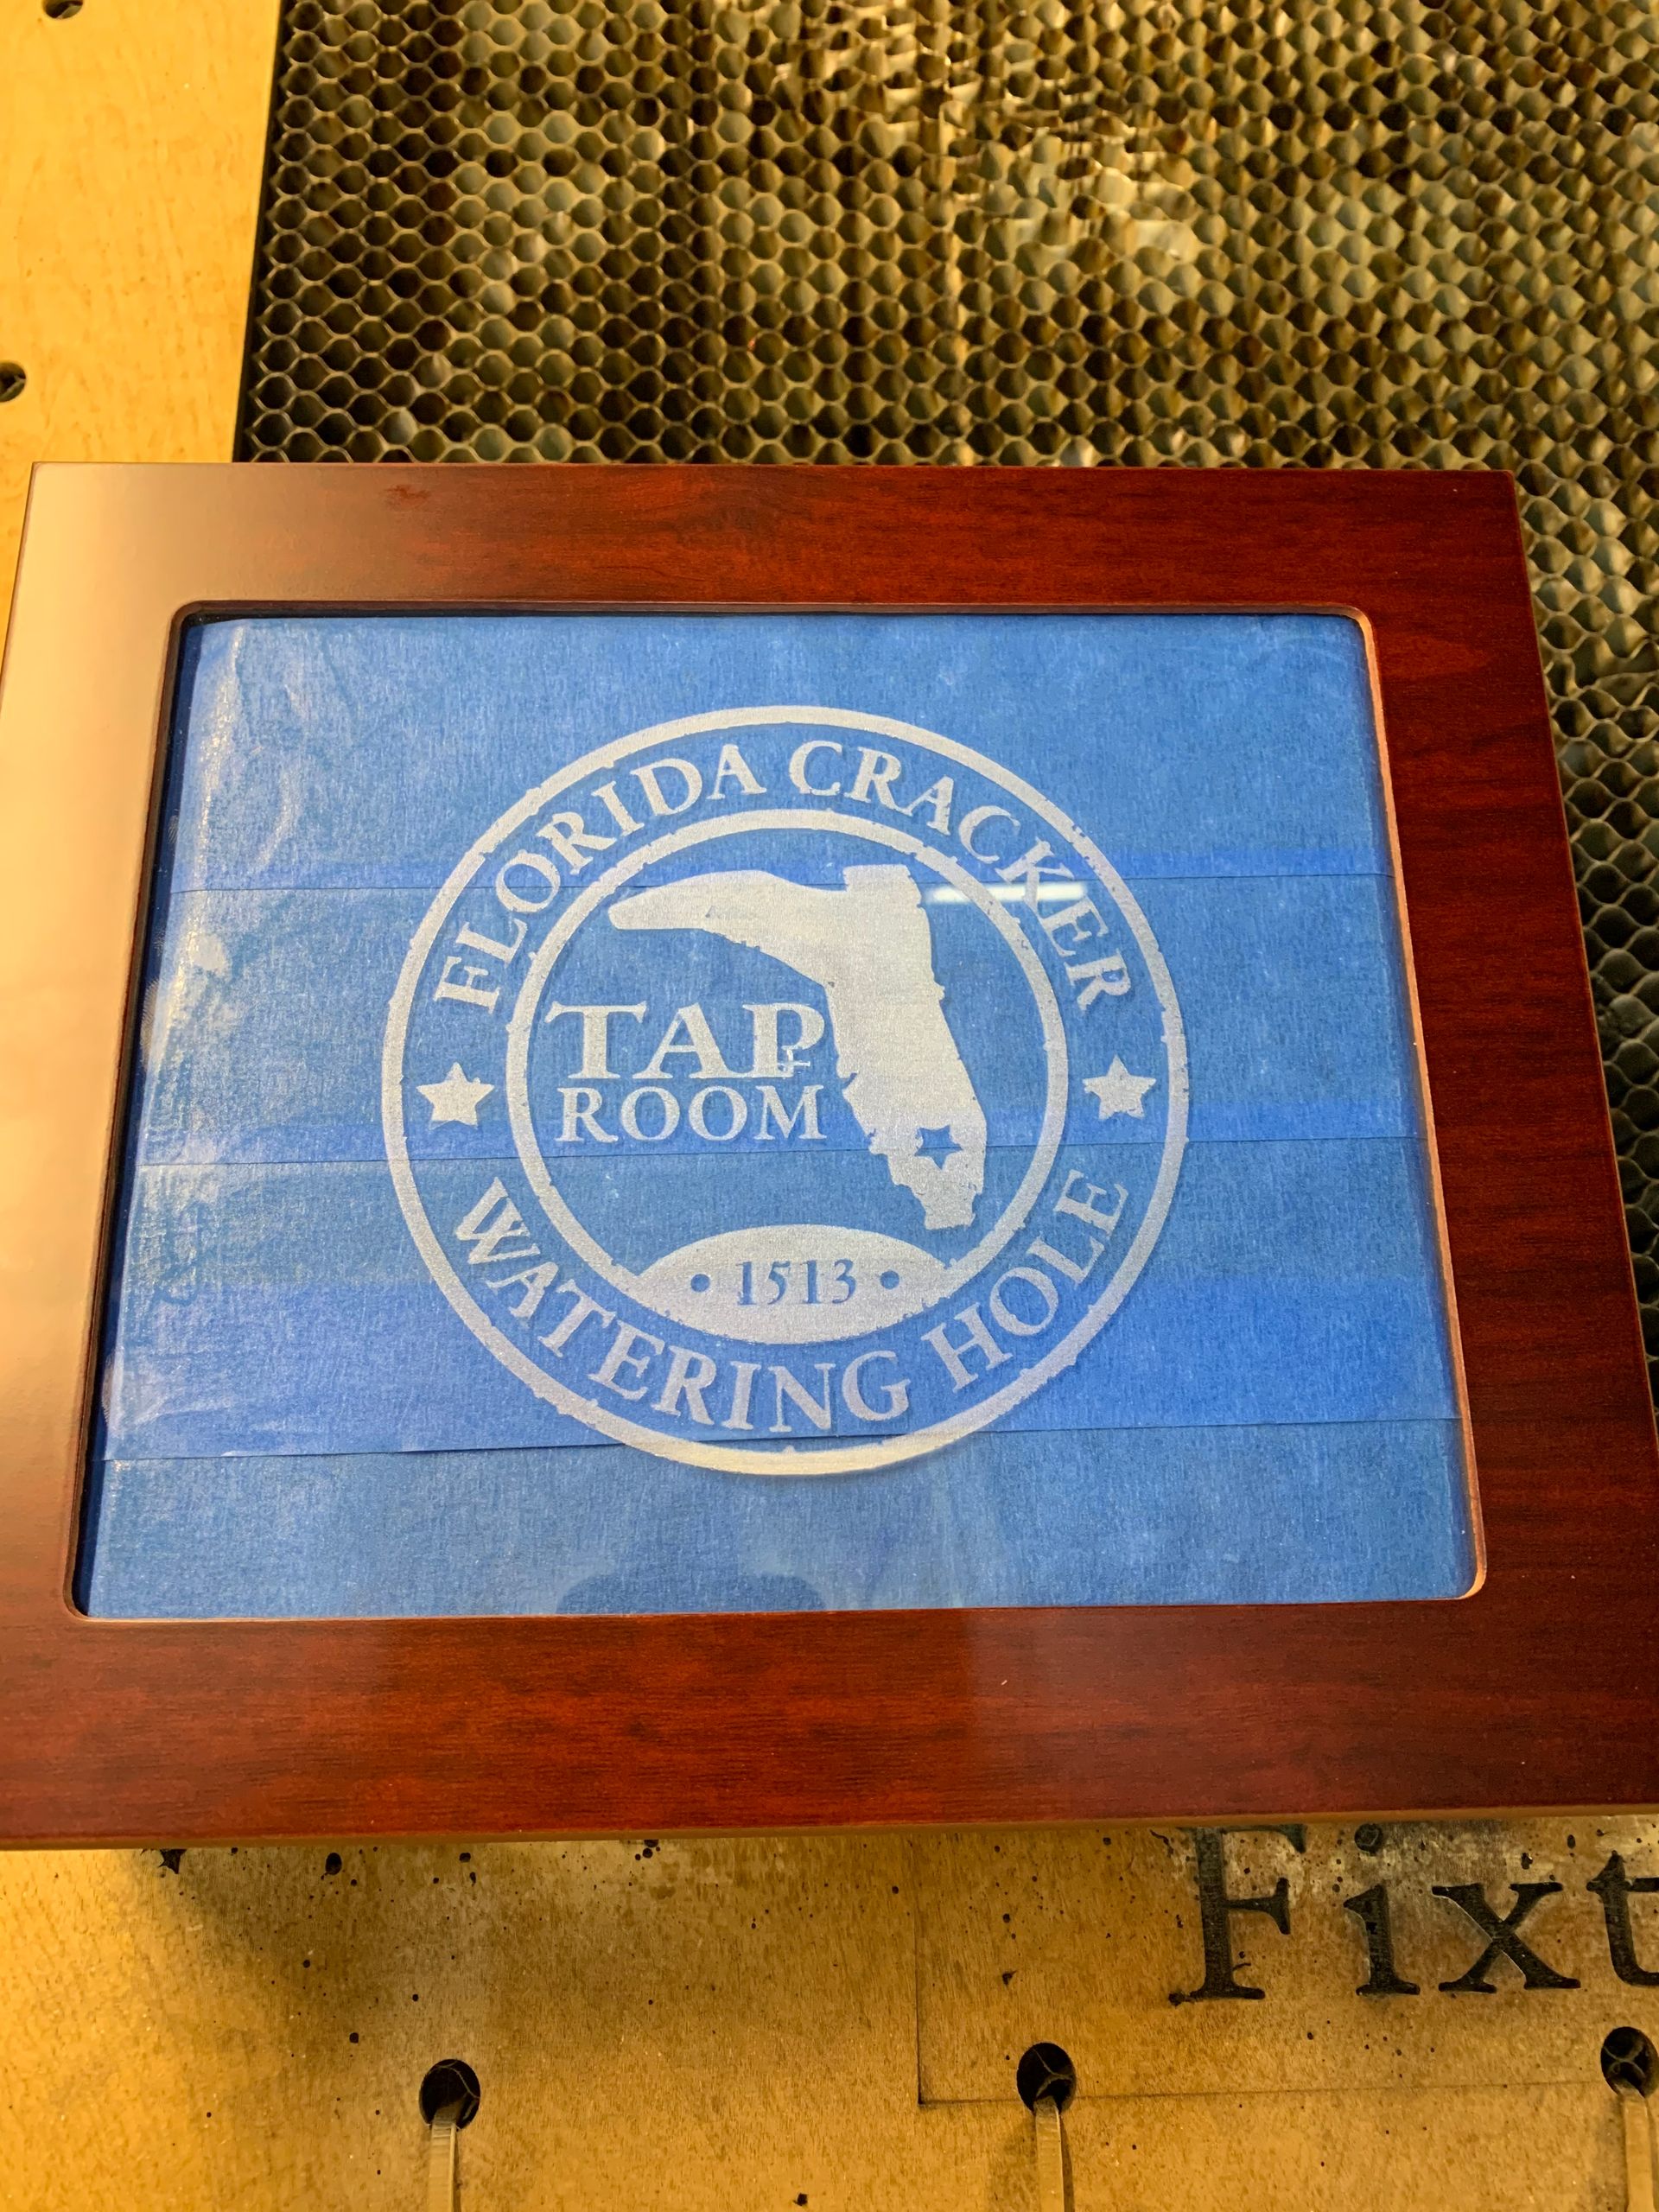 FLORIDA CRACKER
TAP
ROOM
• 1513 •
WATERING HOLE
Fixt